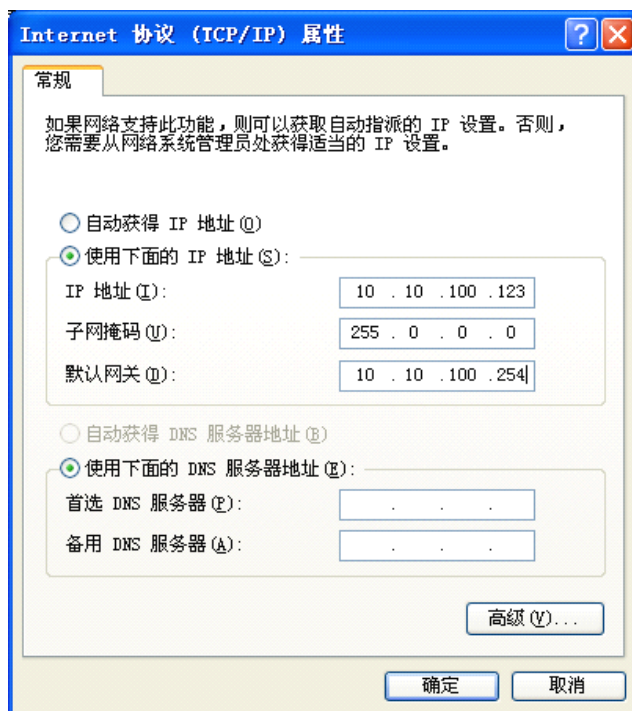 Internet 协议 (TCP/IP) 属性
常规
如果网络支持此功能，则可以获取自动指派的 IP 设置。否则，
您需要从网络系统管理员处获得适当的 IP 设置。
自动获得 IP 地址(O)
使用下面的 IP 地址(S):
IP 地址(I): 10 . 10 .100 .123
子网掩码(U): 255 . 0 . 0 . 0
默认网关(D): 10 . 10 .100 .254
自动获得 DNS 服务器地址(B)
使用下面的 DNS 服务器地址(E):
首选 DNS 服务器(P): . . .
备用 DNS 服务器(A): . . .
高级(V)...
确定 取消